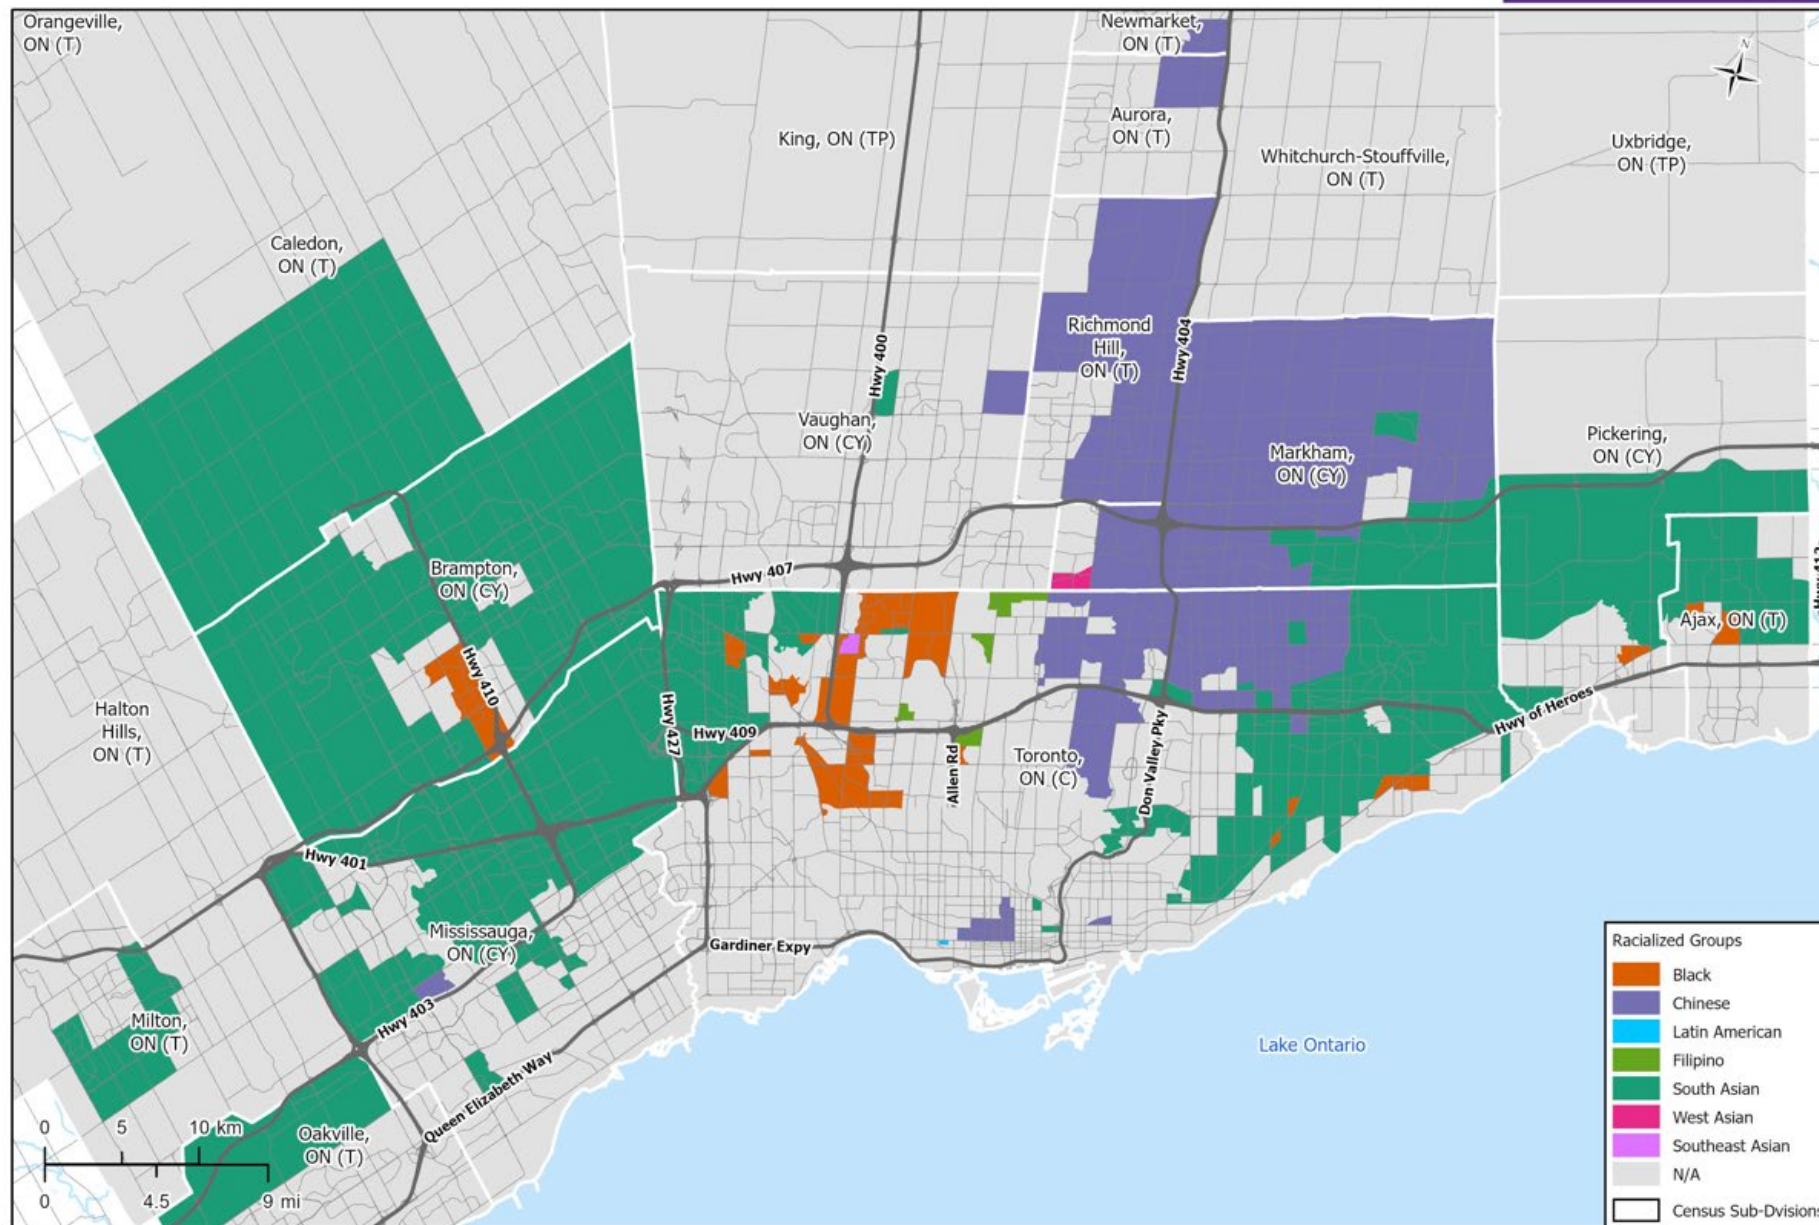 Orangeville,
ON (T)
Newmarket,
ON (T)
N
King, ON (TP)
Aurora,
ON (T)
Whitchurch-Stouffville,
ON (T)
Uxbridge,
ON (TP)
Caledon,
ON (T)
Hwy 400
Richmond
Hill,
ON (T)
Hwy 404
Vaughan,
ON (CY)
Markham,
ON (CY)
Pickering,
ON (CY)
Brampton,
ON (CY)
Hwy 407
Hwy 412
Ajax, ON (T)
Hwy 410
Halton
Hills,
ON (T)
Hwy 427
Hwy 409
Allen Rd
Toronto,
ON (C)
Don Valley Pky
Hwy of Heroes
Hwy 401
Mississauga,
ON (CY)
Gardiner Expy
Hwy 403
Milton,
ON (T)
Queen Elizabeth Way
Oakville,
ON (T)
Lake Ontario
0 5 10 km
0 4.5 9 mi
Racialized Groups
Black
Chinese
Latin American
Filipino
South Asian
West Asian
Southeast Asian
N/A
Census Sub-Dvisions